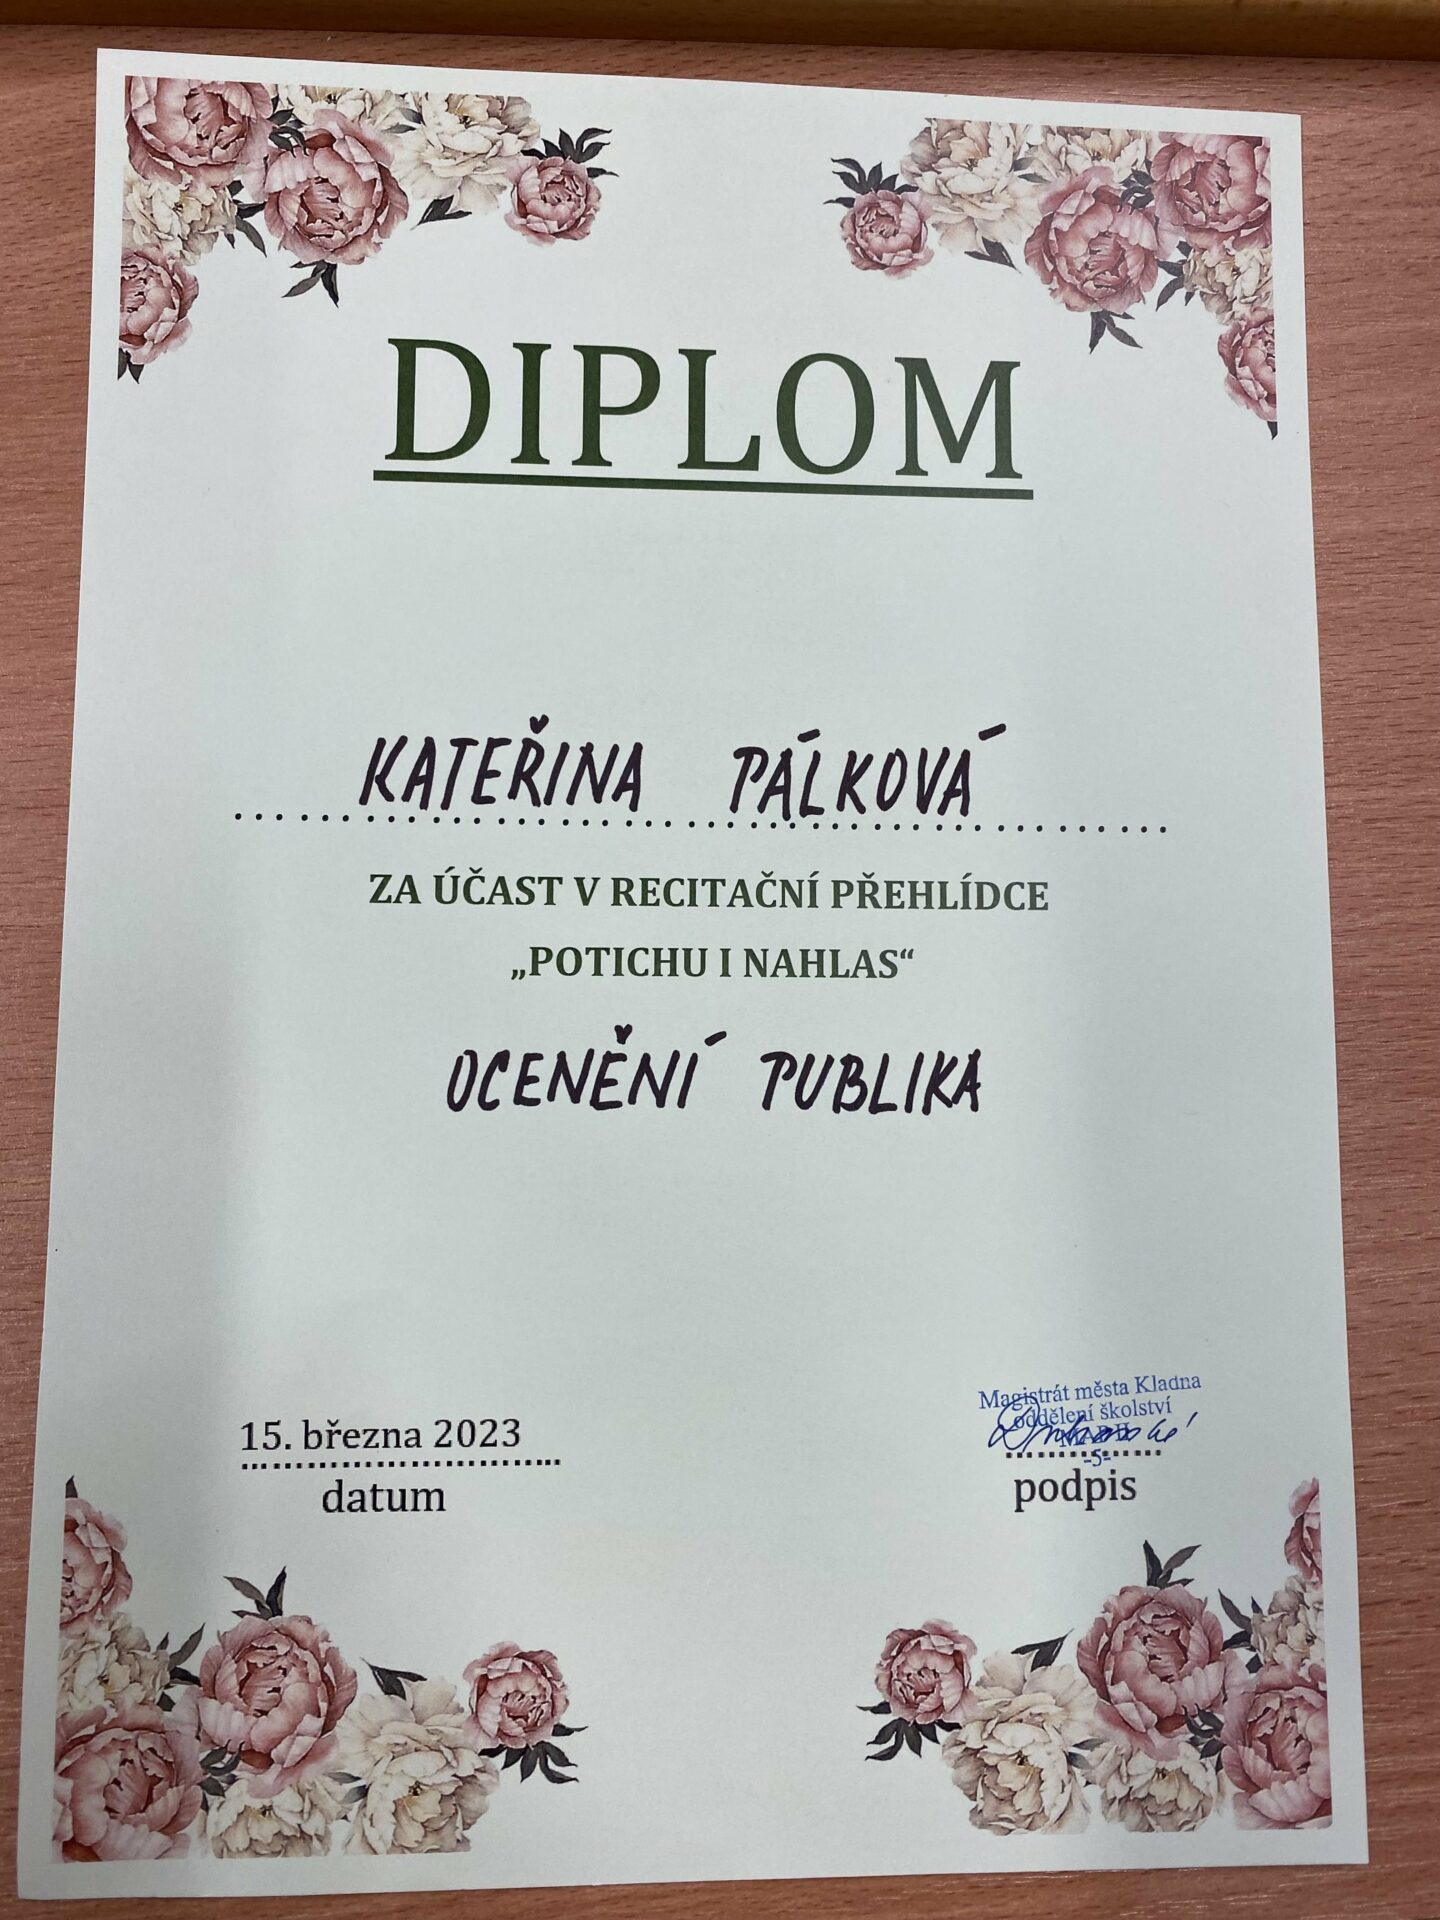 DIPLOM
KATEŘINA PÁLKOVÁ
ZA ÚČAST V RECITAČNÍ PŘEHLÍDCE
„POTICHU I NAHLAS“
OCENĚNÍ PUBLIKA
Magistrát města Kladna
oddělení školství
-5-
15. března 2023
datum
podpis